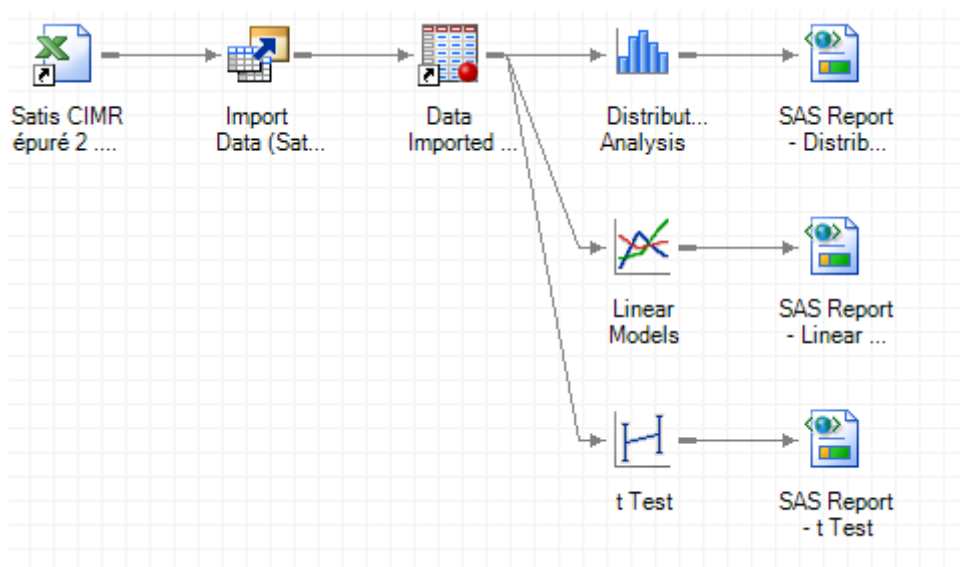 Satis CIMR
épuré 2 ....
Import
Data (Sat...
Data
Imported ...
Distribut...
Analysis
SAS Report
- Distrib...
Linear
Models
SAS Report
- Linear ...
t Test
SAS Report
- t Test